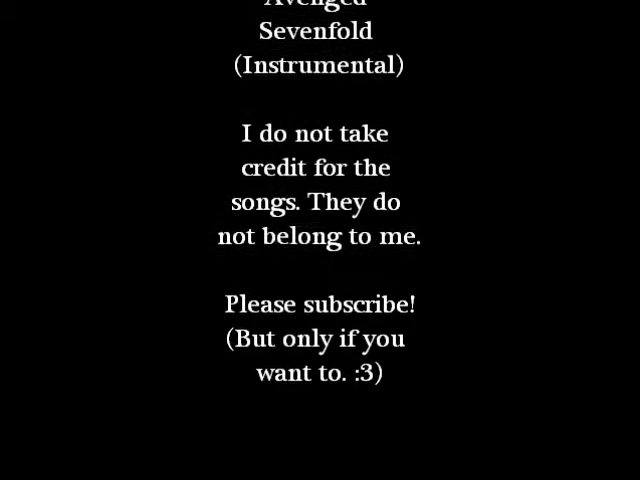 Avenged
Sevenfold
(Instrumental)
I do not take
credit for the
songs. They do
not belong to me.
Please subscribe!
(But only if you
want to. :3)